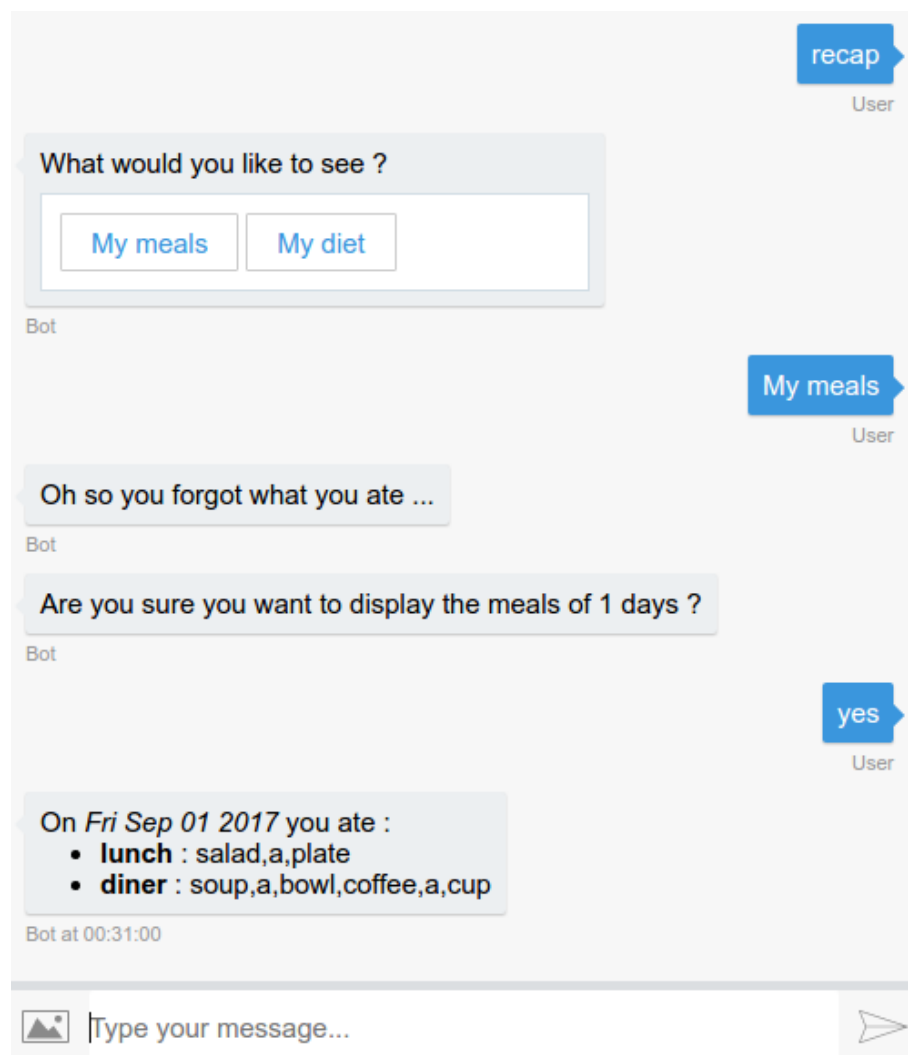 recap
User
What would you like to see ?
My meals My diet
Bot
My meals
User
Oh so you forgot what you ate ...
Bot
Are you sure you want to display the meals of 1 days ?
Bot
yes
User
On Fri Sep 01 2017 you ate :
• lunch : salad,a,plate
• diner : soup,a,bowl,coffee,a,cup
Bot at 00:31:00
Type your message...